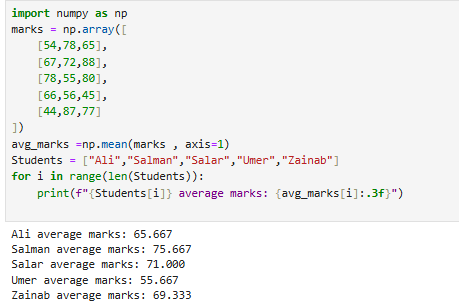 import numpy as np
marks = np.array([
    [54,78,65],
    [67,72,88],
    [78,55,80],
    [66,56,45],
    [44,87,77]
])
avg_marks =np.mean(marks , axis=1)
Students = ["Ali","Salman","Salar","Umer","Zainab"]
for i in range(len(Students)):
    print(f"{Students[i]} average marks: {avg_marks[i]:.3f}")
Ali average marks: 65.667
Salman average marks: 75.667
Salar average marks: 71.000
Umer average marks: 55.667
Zainab average marks: 69.333